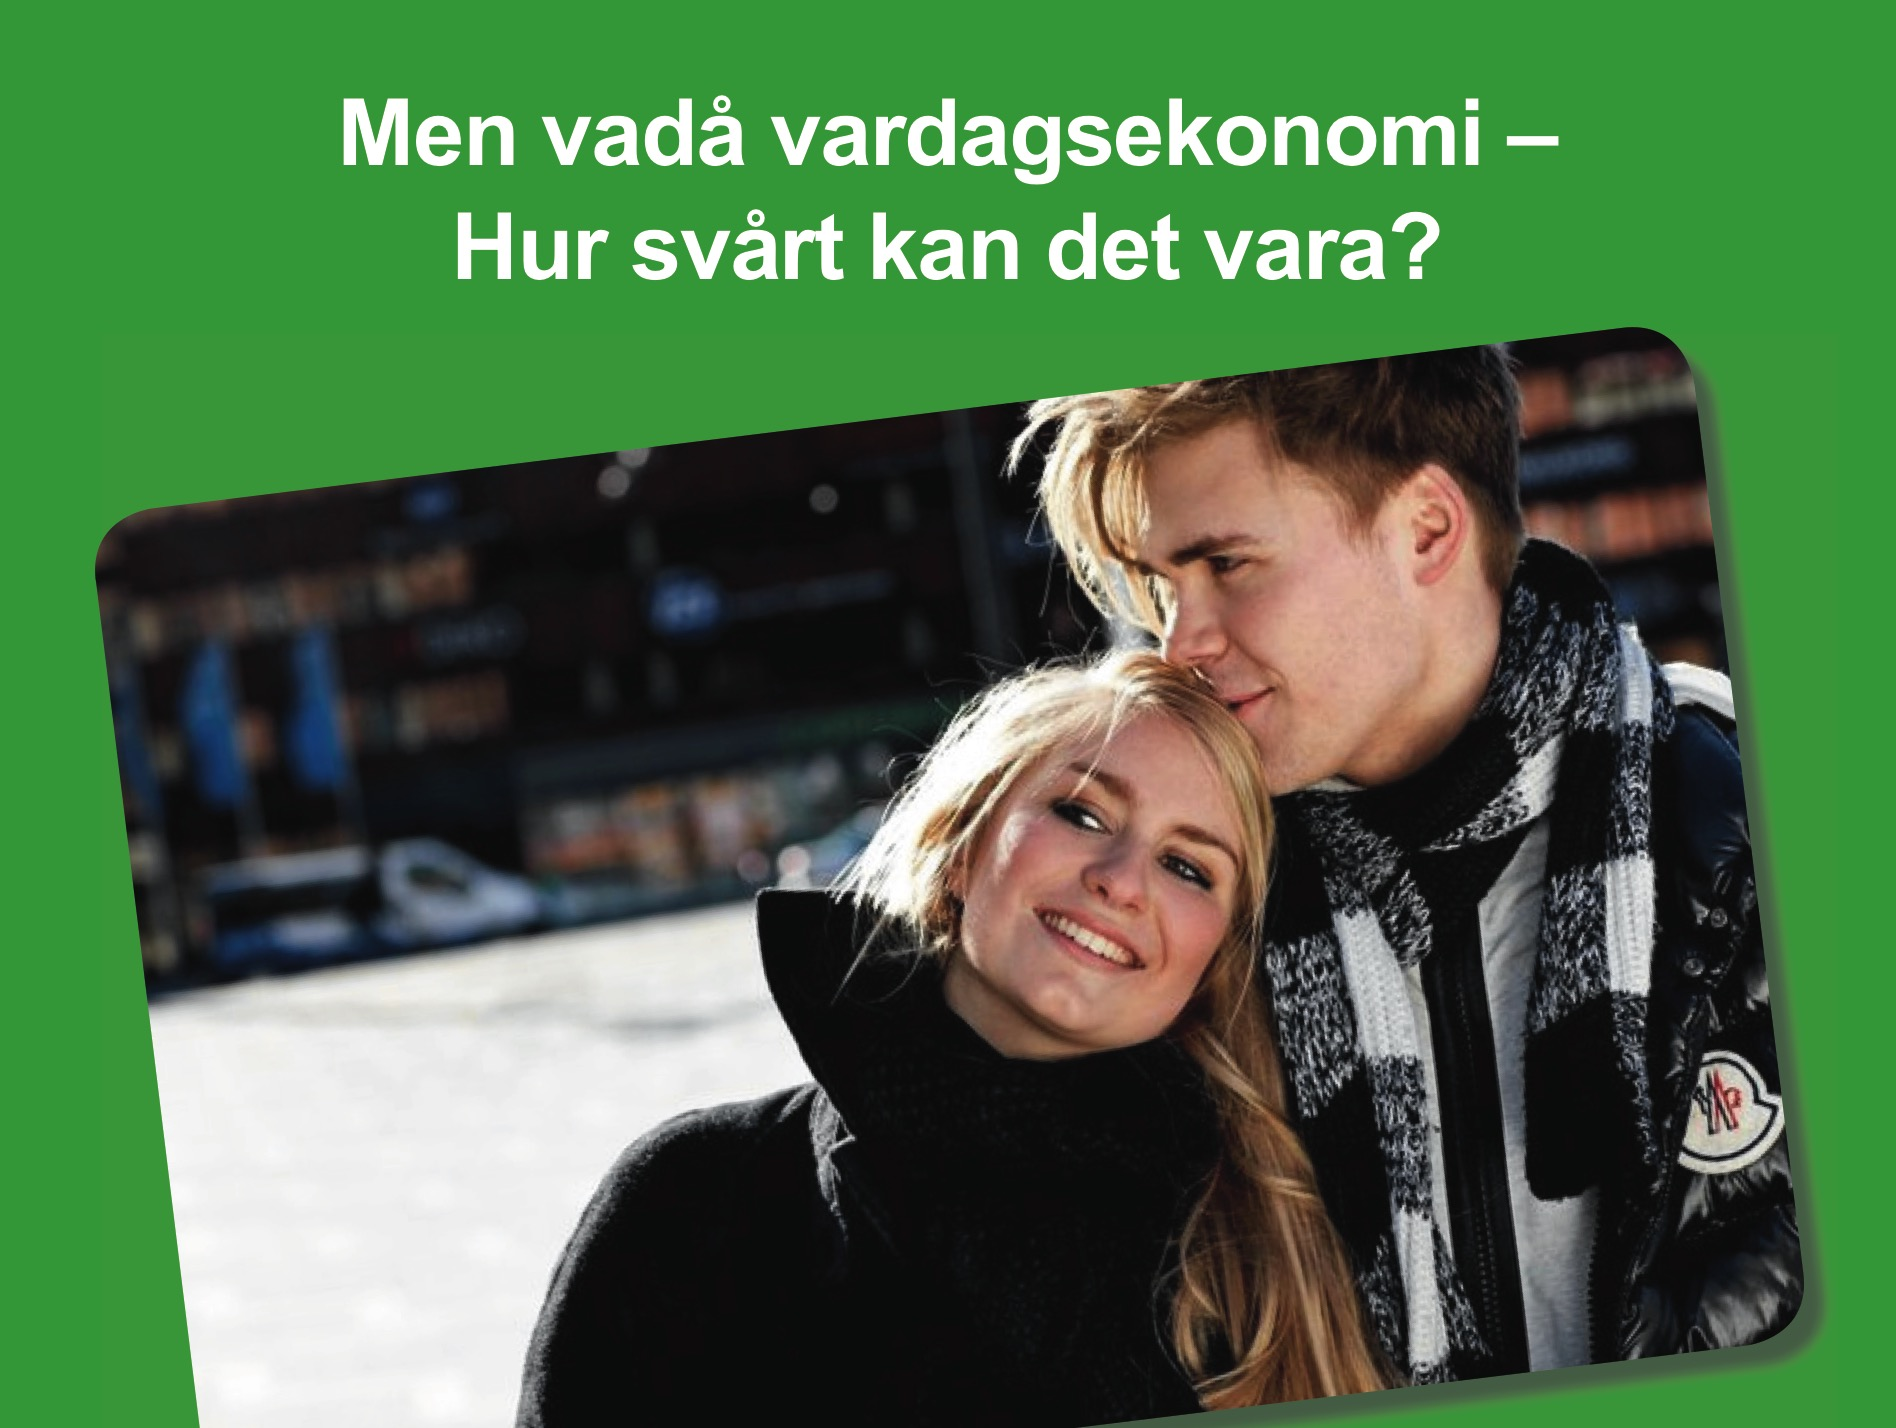 Men vadå vardagsekonomi –
Hur svårt kan det vara?